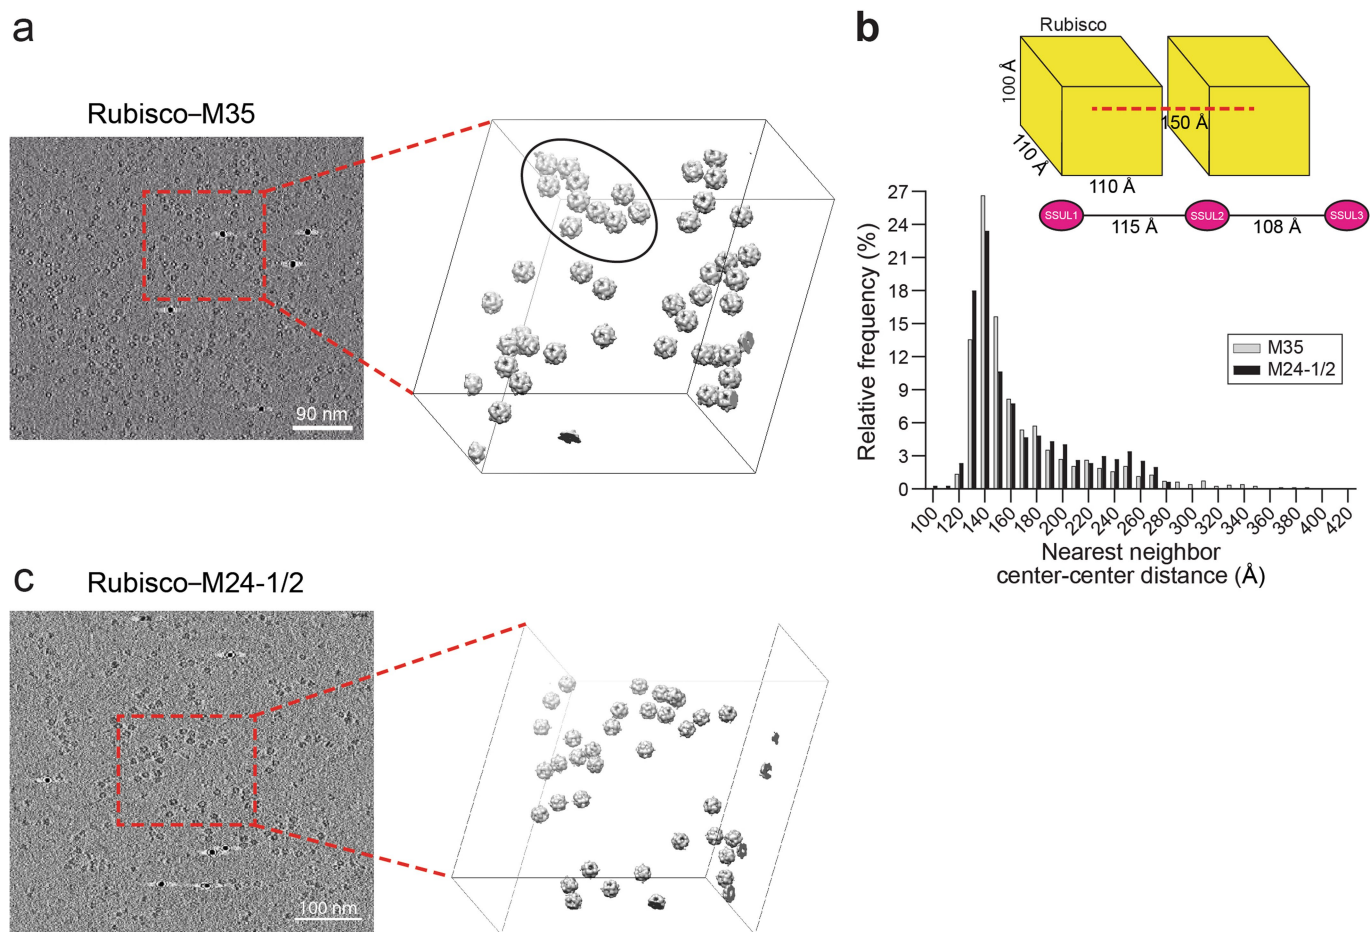 a
Rubisco–M35
90 nm
b
Rubisco
100 Å
110 Å
110 Å
150 Å
SSUL1
SSUL2
SSUL3
115 Å
108 Å
Relative frequency (%)
27
24
21
18
15
12
9
6
3
0
M35
M24-1/2
100
120
140
160
180
200
220
240
260
280
300
320
340
360
380
400
420
Nearest neighbor
center-center distance (Å)
c
Rubisco–M24-1/2
100 nm